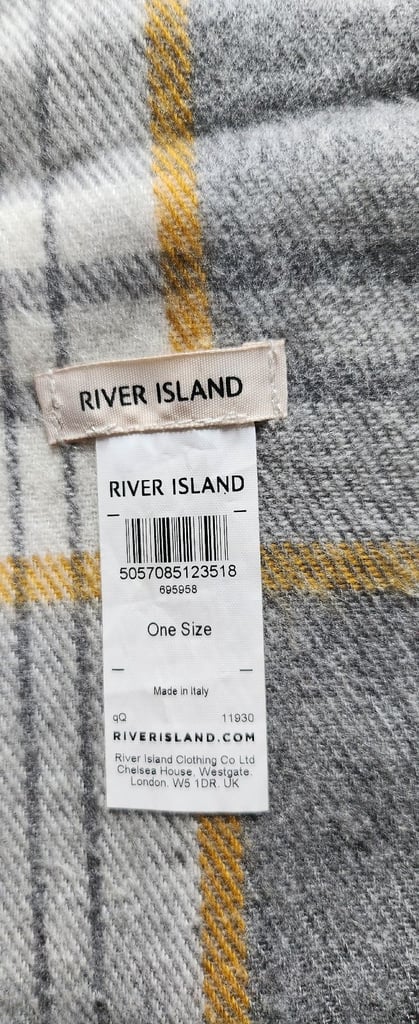 RIVER ISLAND
RIVER ISLAND
5057085123518
695958
One Size
Made in Italy
qQ 11930
RIVERISLAND.COM
River Island Clothing Co Ltd
Chelsea House, Westgate.
London. W5 1DR. UK